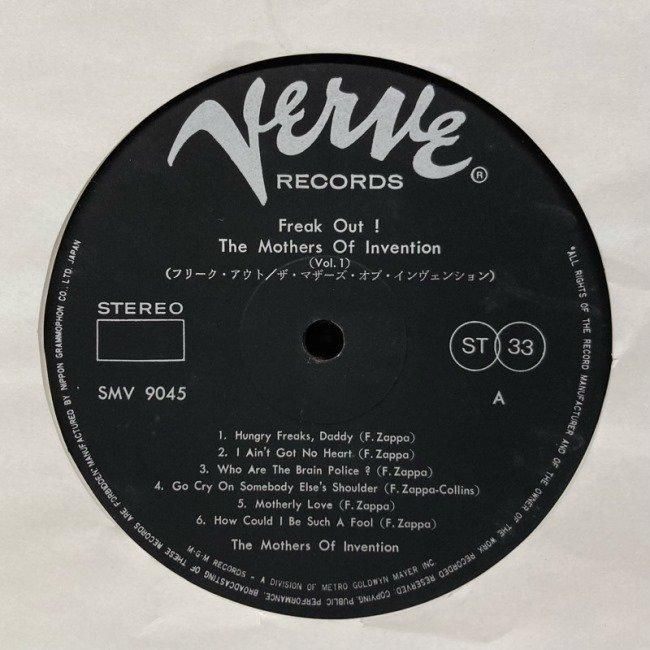 Verve
RECORDS ®
Freak Out !
The Mothers Of Invention
(Vol. 1)
(フリーク・アウト/ザ・マザーズ・オブ・インヴェンション)
STEREO
SMV 9045
ST 33
A
1. Hungry Freaks, Daddy (F. Zappa)
2. I Ain't Got No Heart (F. Zappa)
3. Who Are The Brain Police ? (F. Zappa)
4. Go Cry On Somebody Else's Shoulder (F. Zappa-Collins)
5. Motherly Love (F. Zappa)
6. How Could I Be Such A Fool (F. Zappa)
The Mothers Of Invention
M-G-M RECORDS - A DIVISION OF METRO GOLDWYN MAYER INC.
"ALL RIGHTS OF THE RECORD MANUFACTURER AND OF THE OWNER OF THE WORK RECORDED RESERVED. COPYING, PUBLIC PERFORMANCE, BROADCASTING OF THESE RECORDS ARE FORBIDDEN" MANUFACTURED BY NIPPON GRAMMOPHON CO., LTD. JAPAN